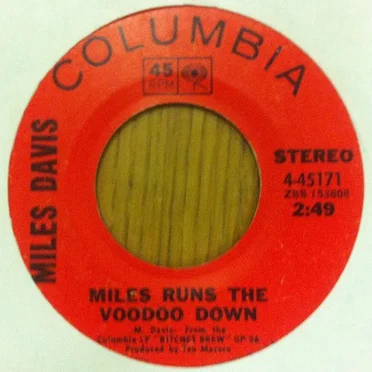 COLUMBIA
45
RPM
MILES DAVIS
STEREO
4-45171
ZSS 153600
2:49
MILES RUNS THE
VOODOO DOWN
M. Davis- From the
Columbia LP "BITCHES BREW" GP 26
Produced by Teo Macero